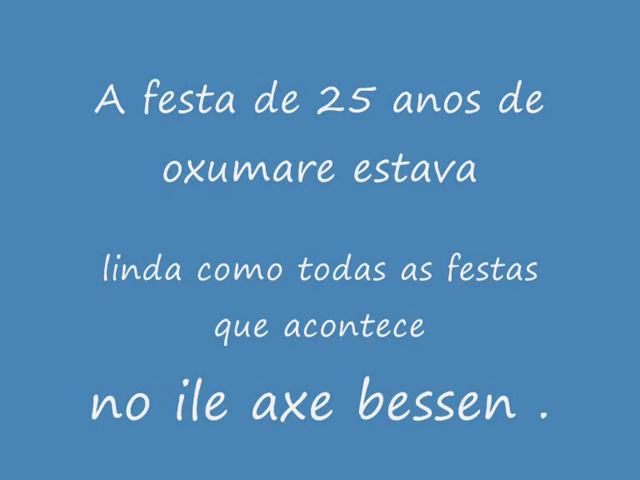 A festa de 25 anos de
oxumare estava
linda como todas as festas
que acontece
no ile axe bessen .